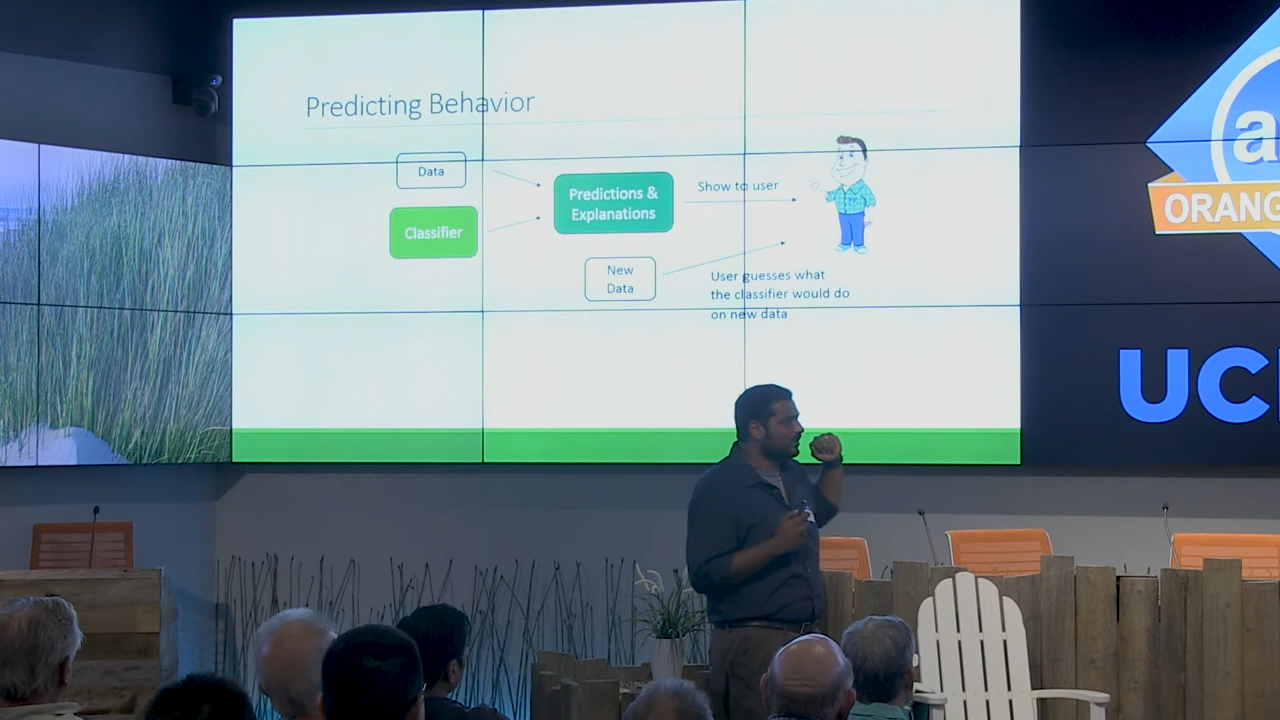 Predicting Behavior
Data
Classifier
Predictions &
Explanations
Show to user
New
Data
User guesses what
the classifier would do
on new data
a
ORANG
UC